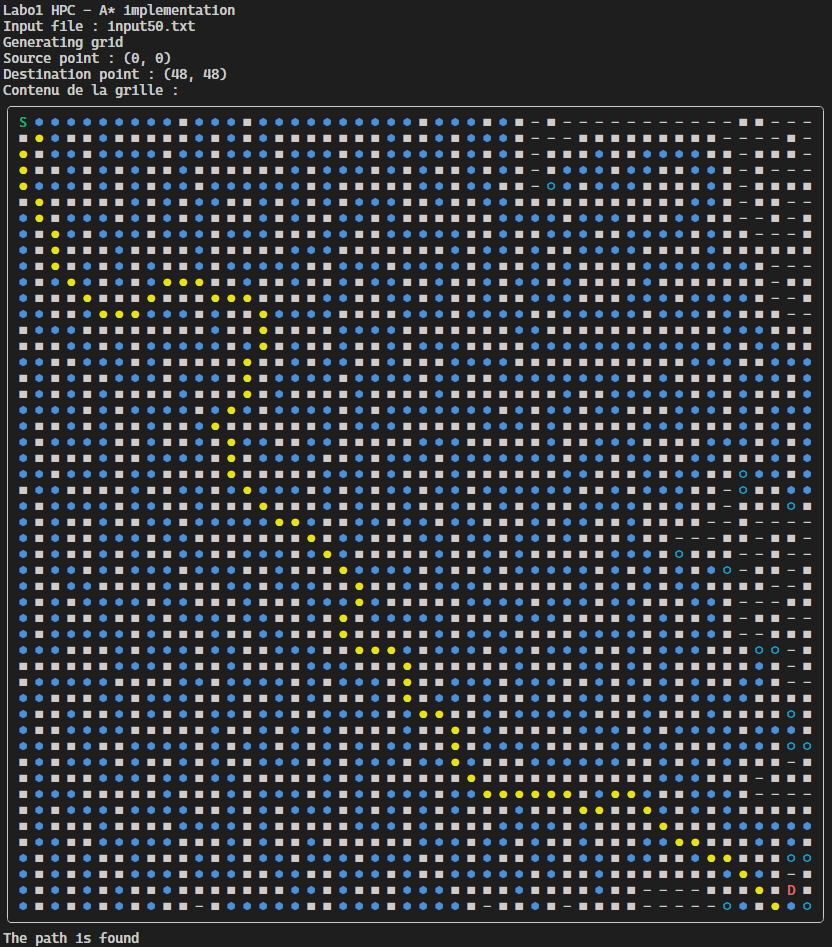 Labo1 HPC - A* implementation
Input file : input50.txt
Generating grid
Source point : (0, 0)
Destination point : (48, 48)
Contenu de la grille :
S
D
The path is found